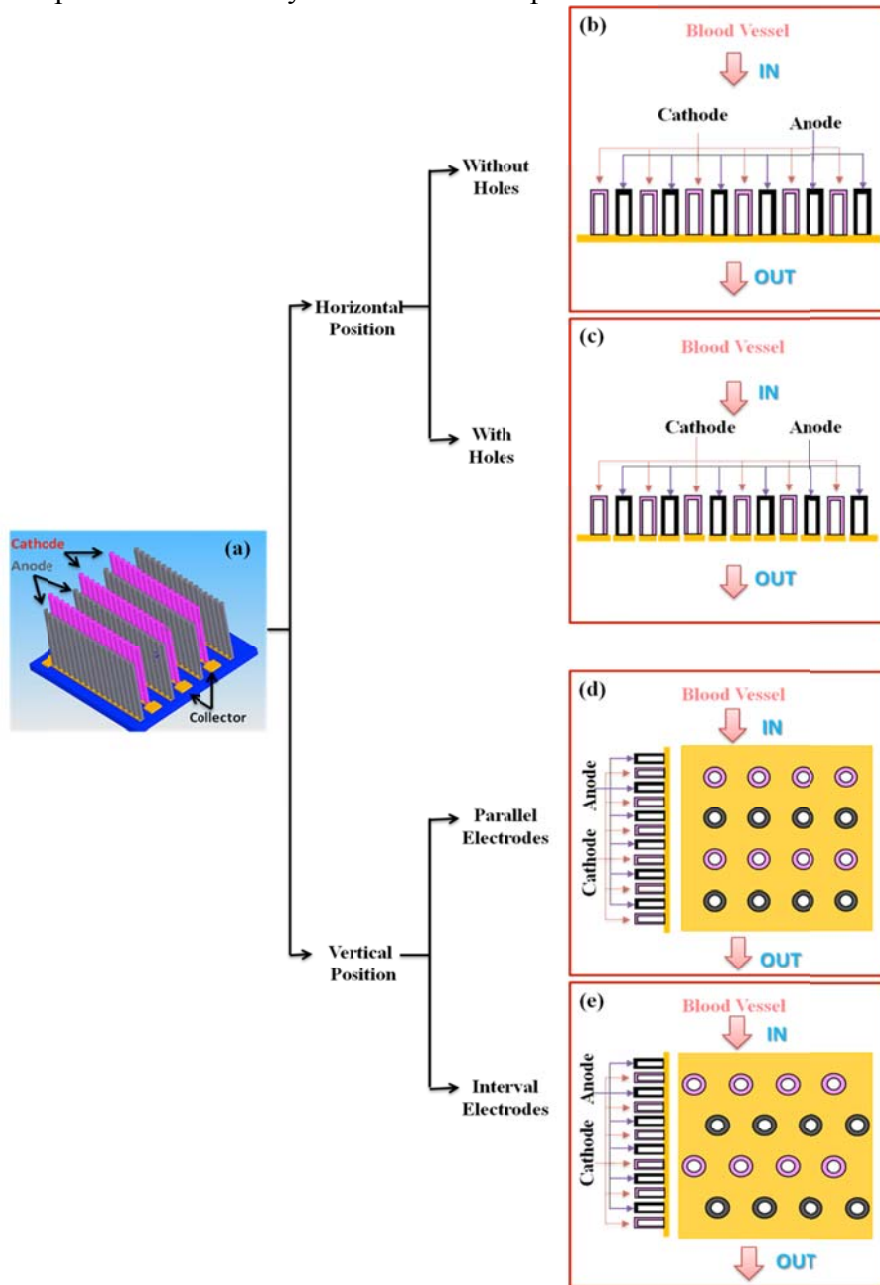 (b)
Blood Vessel
IN
Cathode
Anode
OUT
Without
Holes
Horizontal
Position
(c)
Blood Vessel
IN
Cathode
Anode
OUT
With
Holes
(a)
Cathode
Anode
Collector
(d)
Blood Vessel
IN
Cathode Anode
OUT
Parallel
Electrodes
Vertical
Position
(e)
Blood Vessel
IN
Cathode Anode
OUT
Interval
Electrodes